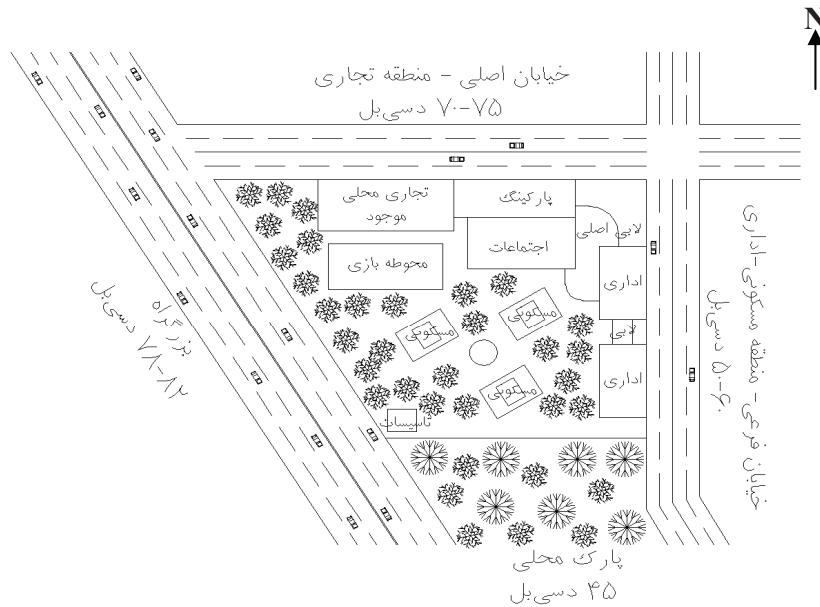 N
خیابان اصلی - منطقه تجاری
۷۰-۷۵ دسی‌بل
تجاری محلی
موجود
پارکینگ
لابی اصلی
اجتماعات
محوطه بازی
اداری
لابی
اداری
مسکونی
مسکونی
مسکونی
تاسیسات
بزرگراه
۷۸-۸۲ دسی‌بل
خیابان فرعی - منطقه مسکونی-اداری
۵۰-۶۰ دسی‌بل
پارک محلی
۴۵ دسی‌بل